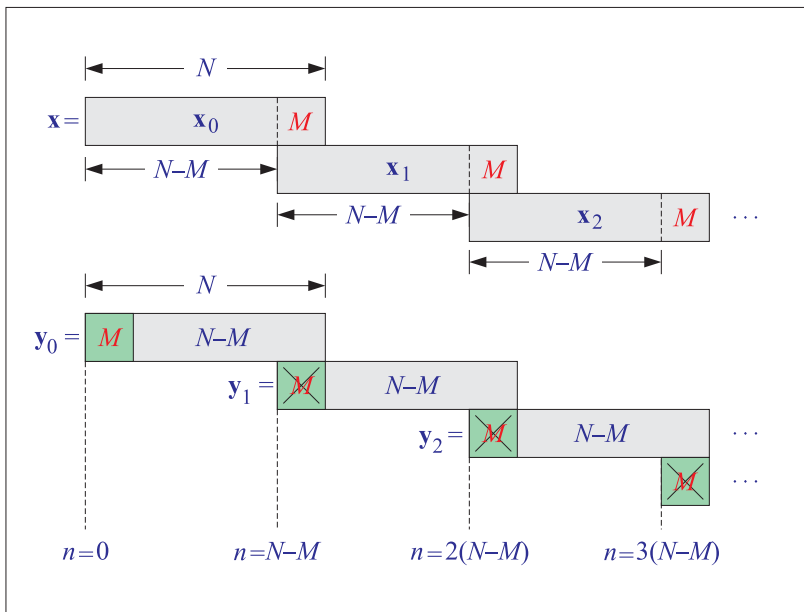 N
x = x₀ M
N–M x₁ M
N–M x₂ M ...
N–M
N
y₀ = M N–M
y₁ = M N–M
y₂ = M N–M ...
M ...
n=0 n=N–M n=2(N–M) n=3(N–M)